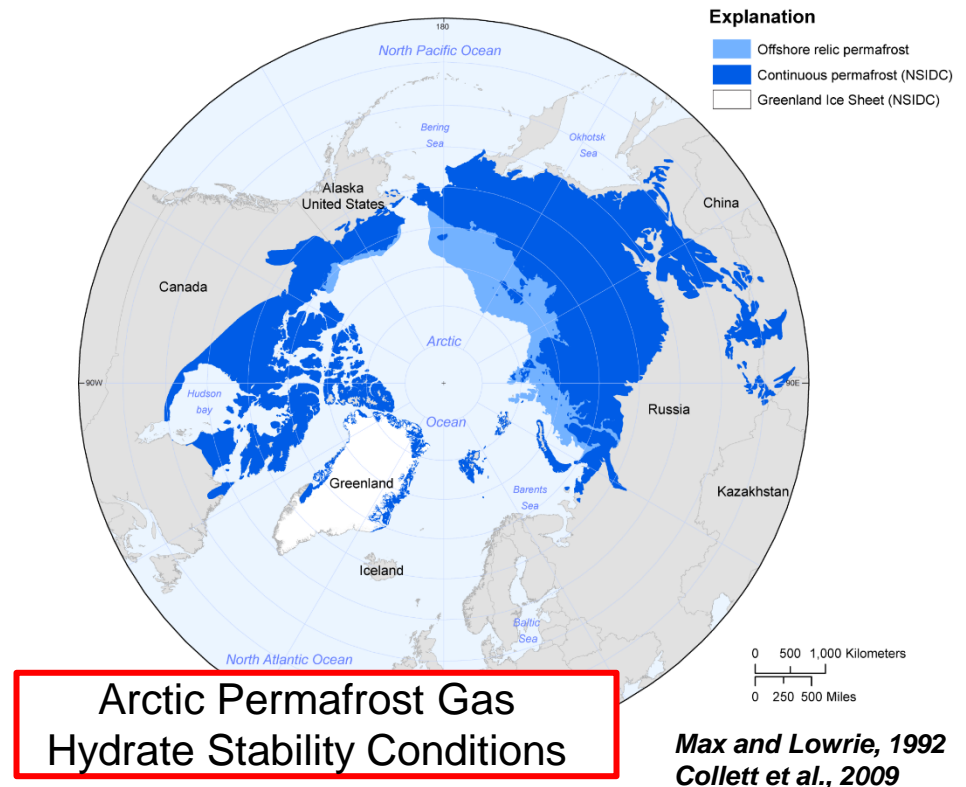 Explanation
Offshore relic permafrost
Continuous permafrost (NSIDC)
Greenland Ice Sheet (NSIDC)
180
North Pacific Ocean
Bering
Sea
Okhotsk
Sea
Alaska
United States
China
Canada
Arctic
90W
90E
Hudson
bay
Ocean
Russia
Greenland
Kazakhstan
Barents
Sea
Iceland
Baltic
Sea
North Atlantic Ocean
0 500 1,000 Kilometers
0 250 500 Miles
Arctic Permafrost Gas
Hydrate Stability Conditions
Max and Lowrie, 1992
Collett et al., 2009